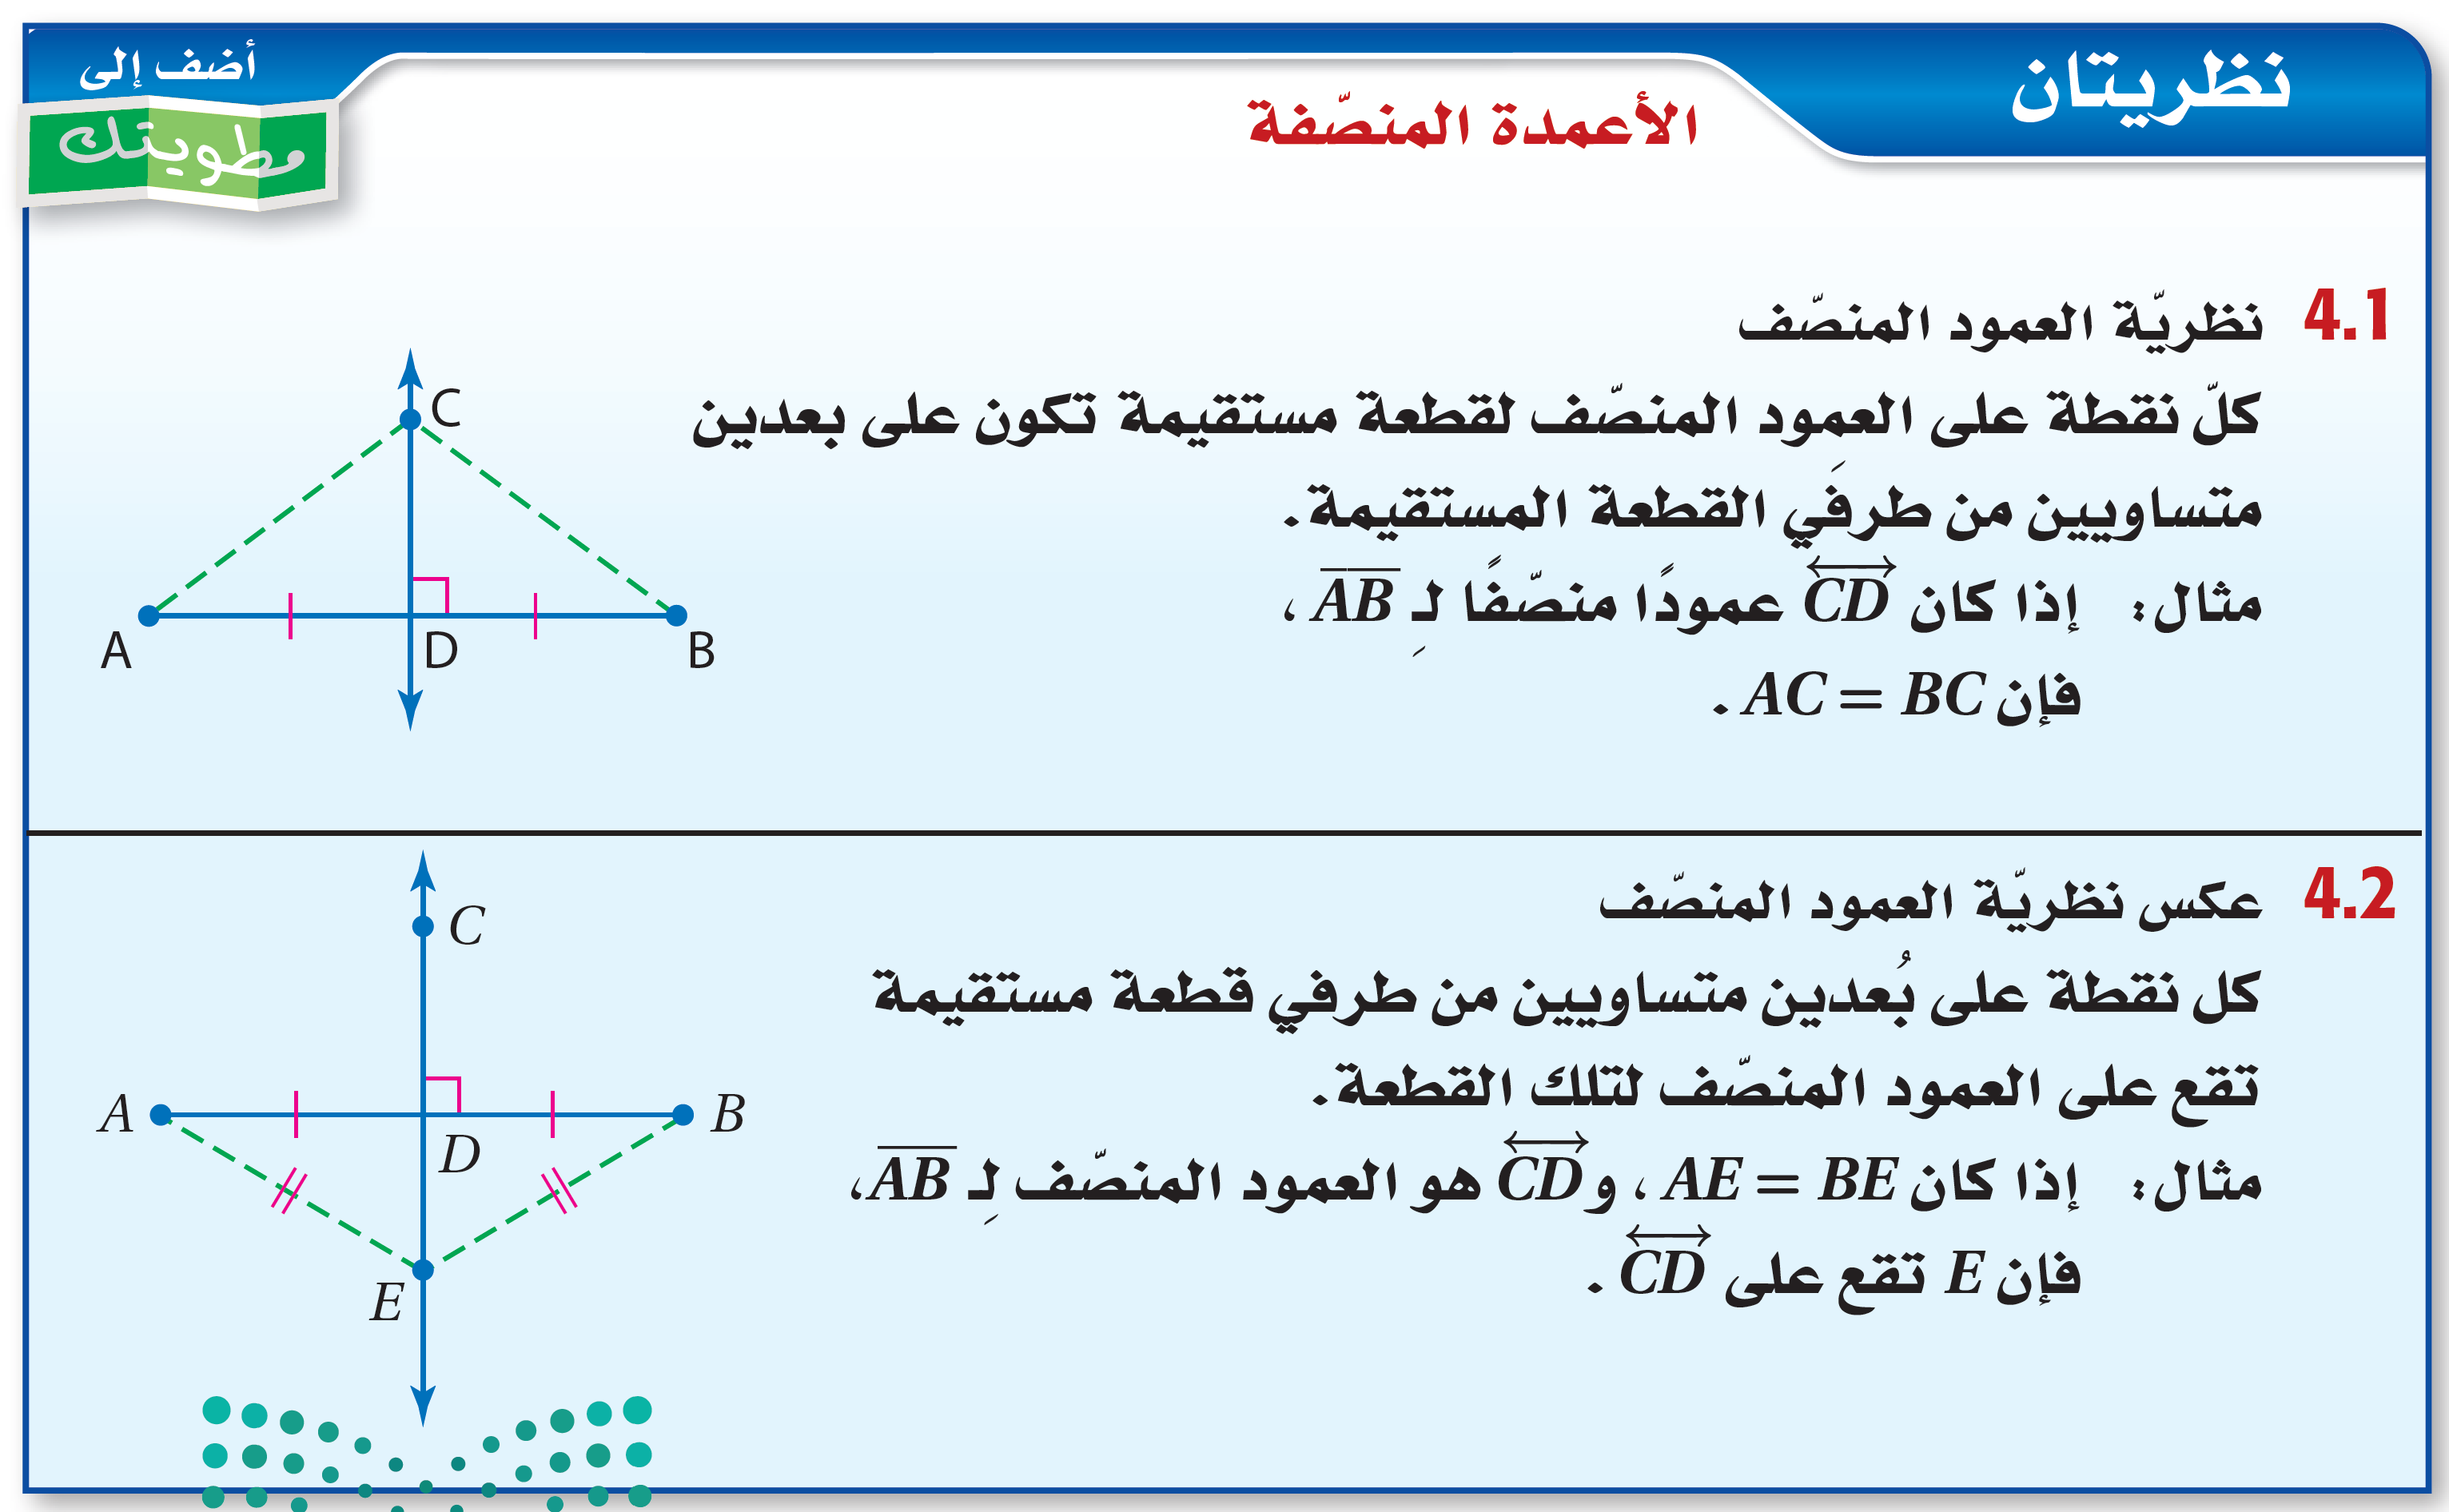 نظريتان
الأعمدة المنصّفة
أضف إلى
مطويتك
4.1 نظريّة العمود المنصّف
كلّ نقطة على العمود المنصّف لقطعة مستقيمة تكون على بعدين
متساويين من طرفَي القطعة المستقيمة.
مثال: إذا كان CD عمودًا منصّفًا لـِ AB ،
فإن AC = BC .
C
A
D
B
4.2 عكس نظريّة العمود المنصّف
كل نقطة على بُعدين متساويين من طرفي قطعة مستقيمة
تقع على العمود المنصّف لتلك القطعة.
مثال: إذا كان AE = BE ، وCD هو العمود المنصّف لـِ AB،
فإن E تقع على CD .
C
A
B
D
E